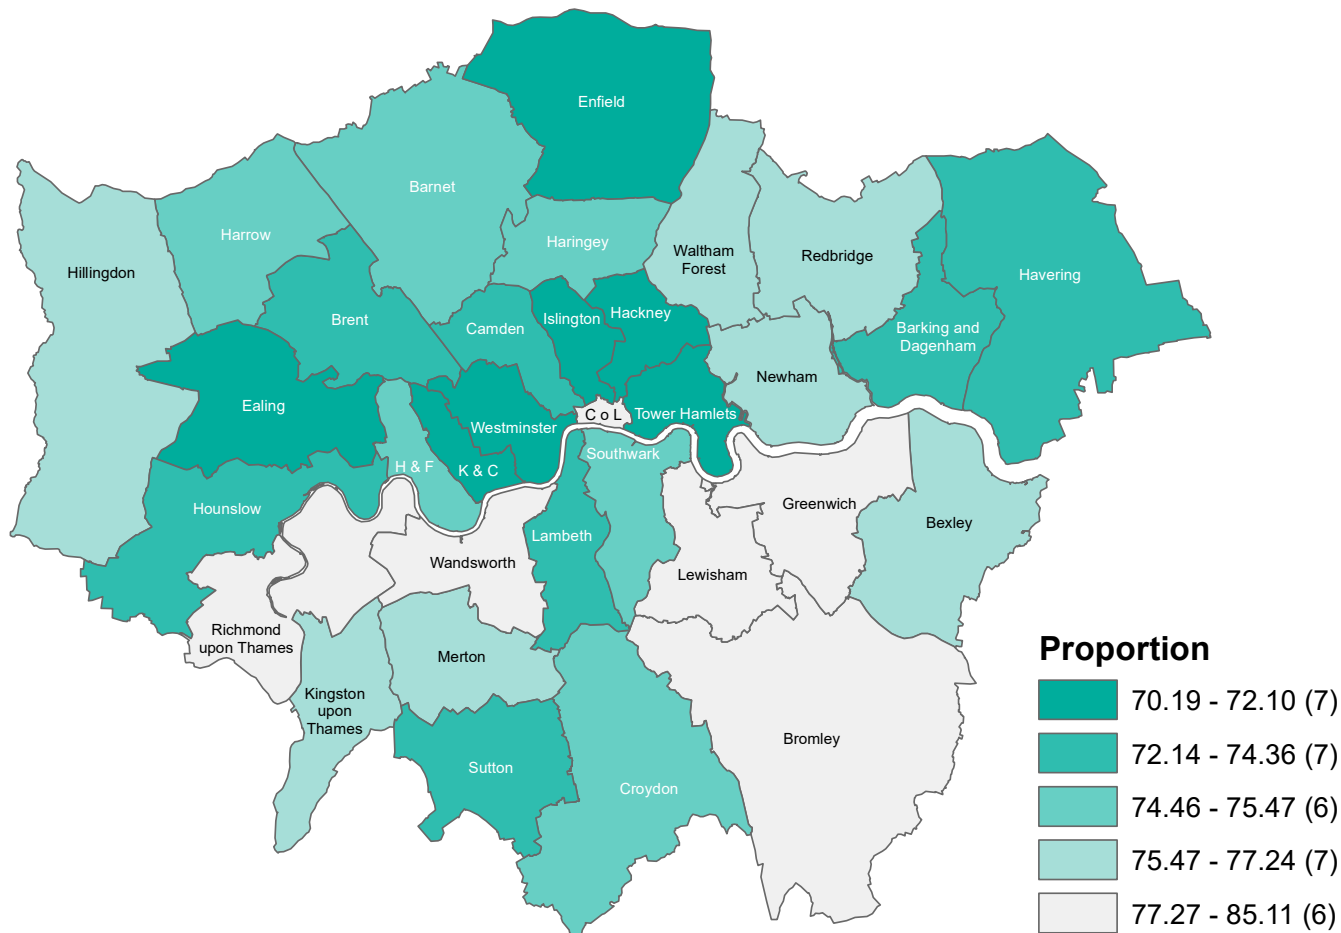 Enfield
Barnet
Harrow
Haringey
Hillingdon
Waltham
Forest
Redbridge
Havering
Brent
Camden
Islington
Hackney
Barking and
Dagenham
Newham
Ealing
Westminster
C o L
Tower Hamlets
H & F
K & C
Southwark
Hounslow
Greenwich
Bexley
Lambeth
Wandsworth
Lewisham
Richmond
upon Thames
Merton
Kingston
upon
Thames
Bromley
Sutton
Croydon
Proportion
70.19 - 72.10 (7)
72.14 - 74.36 (7)
74.46 - 75.47 (6)
75.47 - 77.24 (7)
77.27 - 85.11 (6)